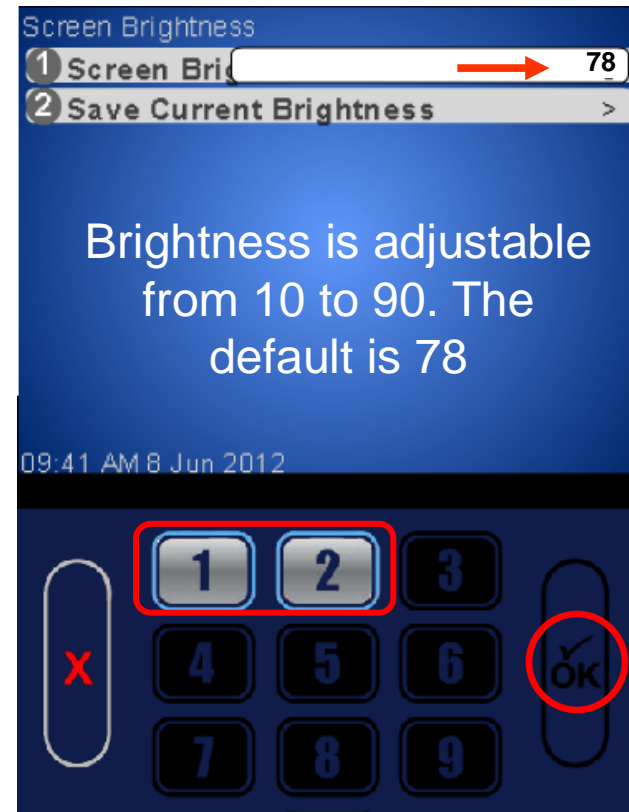 Screen Brightness
1 Screen Brig 78
2 Save Current Brightness >
Brightness is adjustable
from 10 to 90. The
default is 78
09:41 AM 8 Jun 2012
1 2 3
X 4 5 6 OK
7 8 9